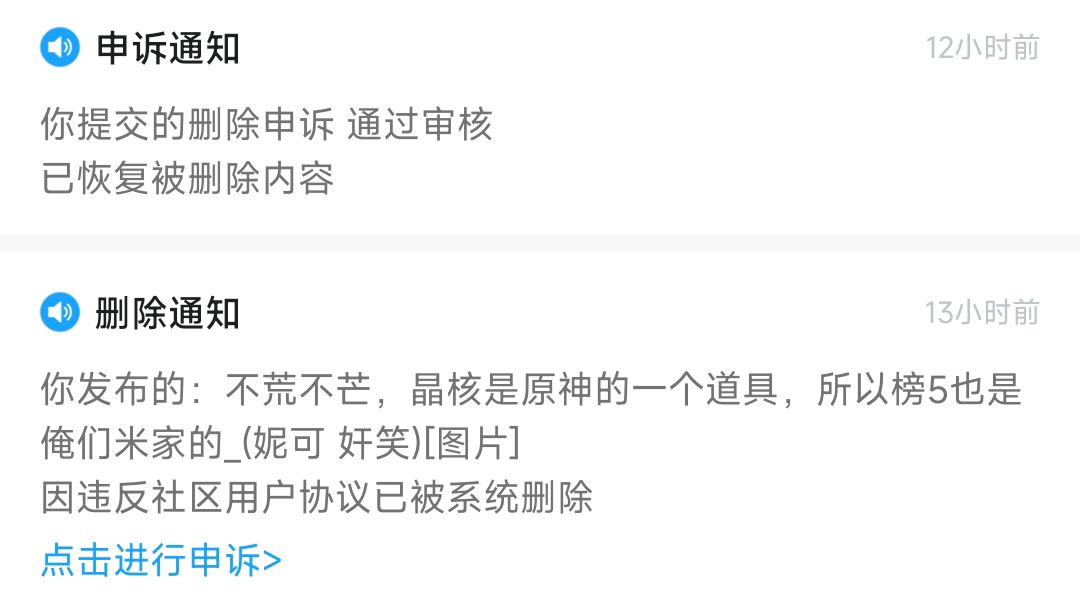 申诉通知
12小时前
你提交的删除申诉 通过审核
已恢复被删除内容
删除通知
13小时前
你发布的：不荒不芒，晶核是原神的一个道具，所以榜5也是
俺们米家的_(妮可 奸笑)[图片]
因违反社区用户协议已被系统删除
点击进行申诉>